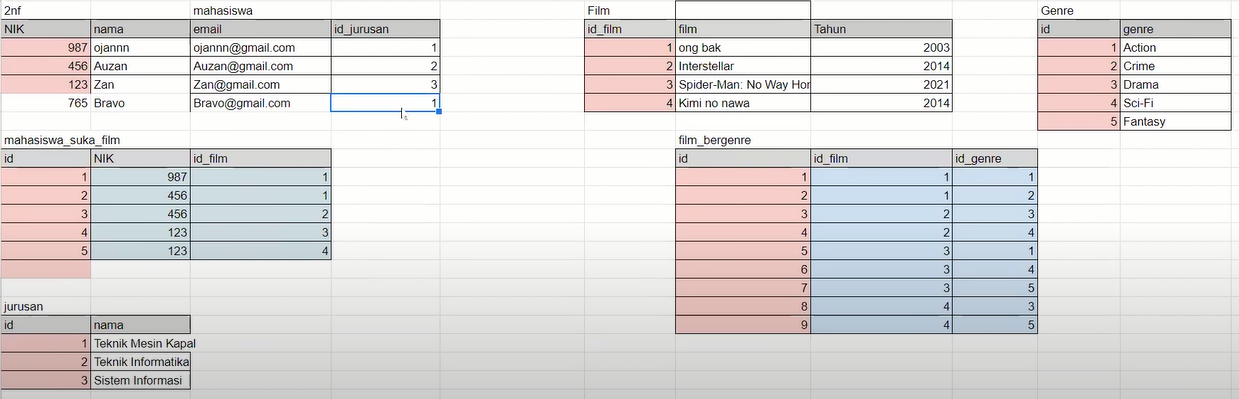 2nf mahasiswa Film Genre
NIK nama email id_jurusan id_film film Tahun id genre
987 ojannn ojannn@gmail.com 1 1 ong bak 2003 1 Action
456 Auzan Auzan@gmail.com 2 2 Interstellar 2014 2 Crime
123 Zan Zan@gmail.com 3 3 Spider-Man: No Way Hor 2021 3 Drama
765 Bravo Bravo@gmail.com 1 4 Kimi no nawa 2014 4 Sci-Fi
5 Fantasy
mahasiswa_suka_film film_bergenre
id NIK id_film id id_film id_genre
1 987 1 1 1 1
2 456 1 2 1 2
3 456 2 3 2 3
4 123 3 4 2 4
5 123 4 5 3 1
6 3 4
7 3 5
jurusan 8 4 3
id nama 9 4 5
1 Teknik Mesin Kapal
2 Teknik Informatika
3 Sistem Informasi